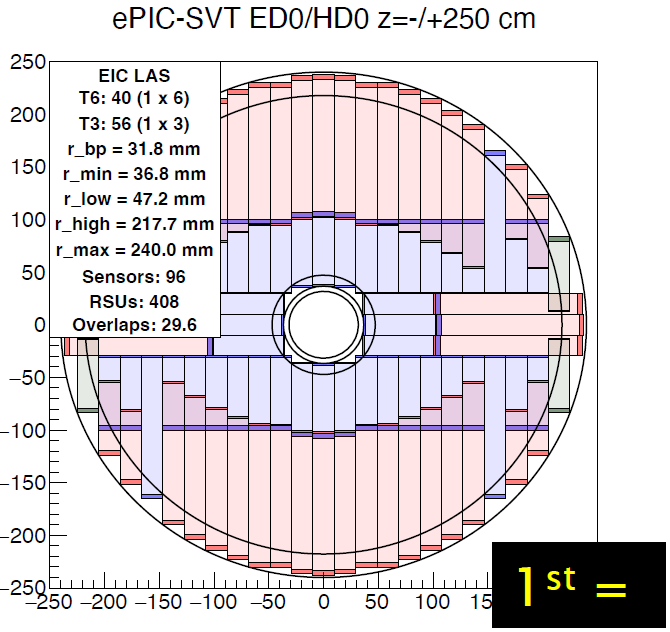 ePIC-SVT ED0/HD0 z=-/+250 cm
EIC LAS
T6: 40 (1 x 6)
T3: 56 (1 x 3)
r_bp = 31.8 mm
r_min = 36.8 mm
r_low = 47.2 mm
r_high = 217.7 mm
r_max = 240.0 mm
Sensors: 96
RSUs: 408
Overlaps: 29.6
250
200
150
100
50
0
−50
−100
−150
−200
−250
−250 −200 −150 −100 −50 0 50 100
1st =